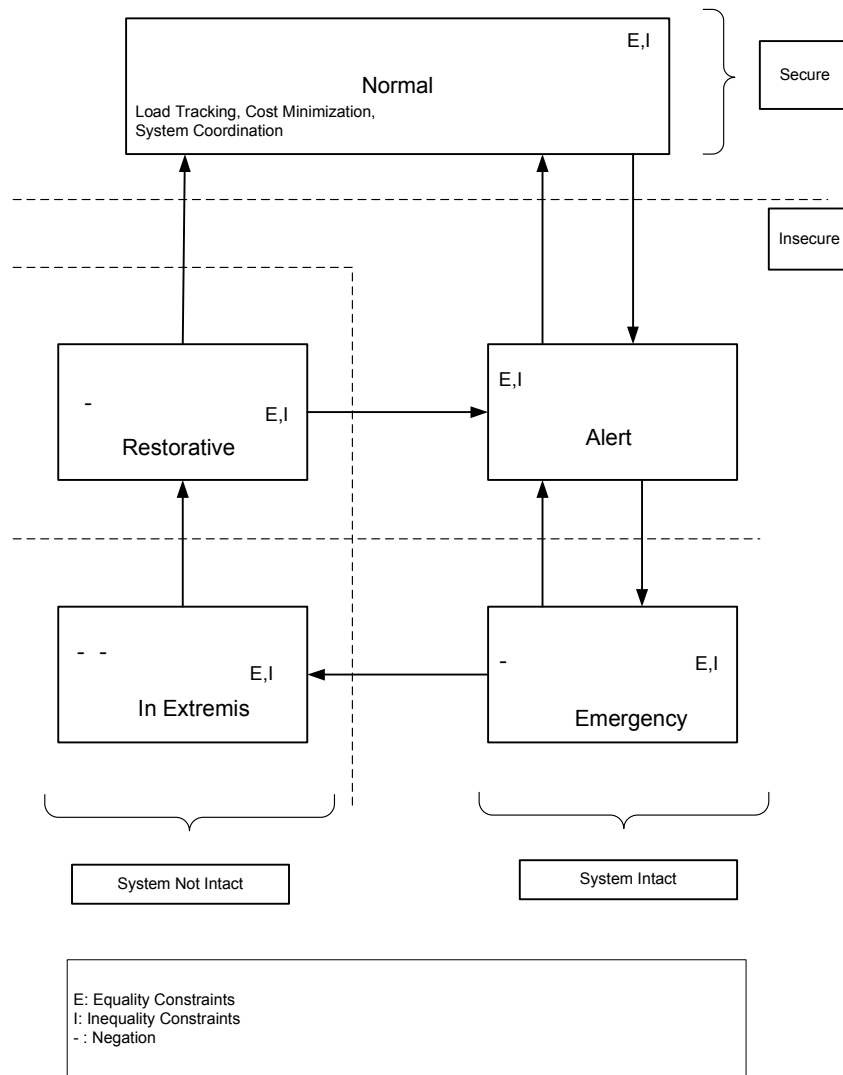 E,I
Normal
Load Tracking, Cost Minimization,
System Coordination
Secure
Insecure
-
E,I
Restorative
E,I
Alert
- -
E,I
In Extremis
-
E,I
Emergency
System Not Intact
System Intact
E: Equality Constraints
I: Inequality Constraints
- : Negation